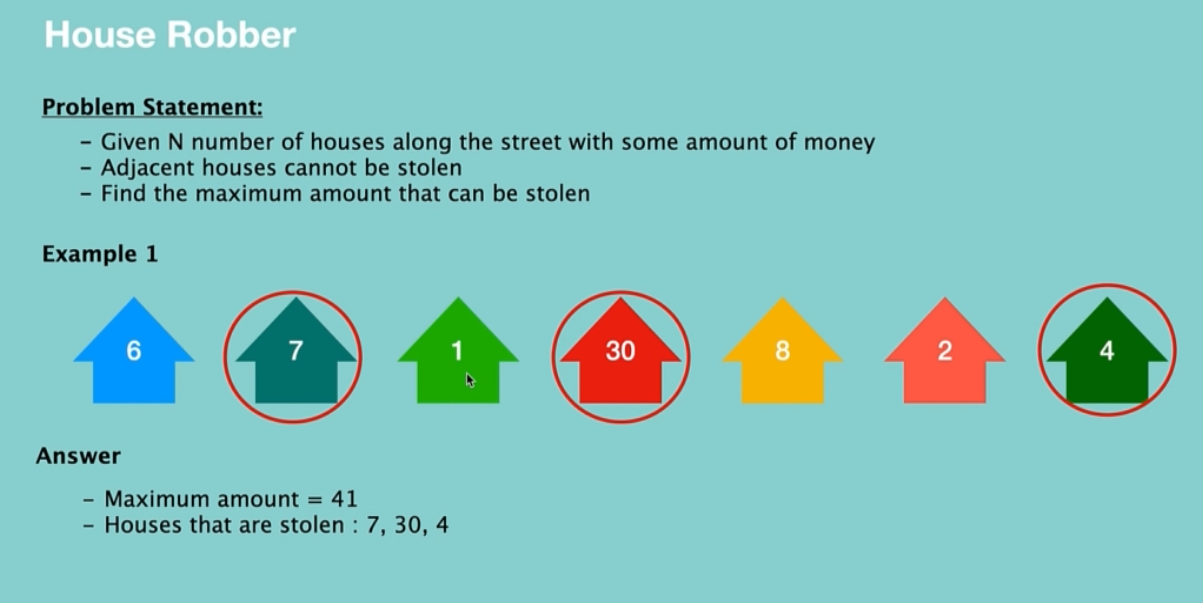 House Robber
Problem Statement:
– Given N number of houses along the street with some amount of money
– Adjacent houses cannot be stolen
– Find the maximum amount that can be stolen
Example 1
6 7 1 30 8 2 4
Answer
– Maximum amount = 41
– Houses that are stolen : 7, 30, 4